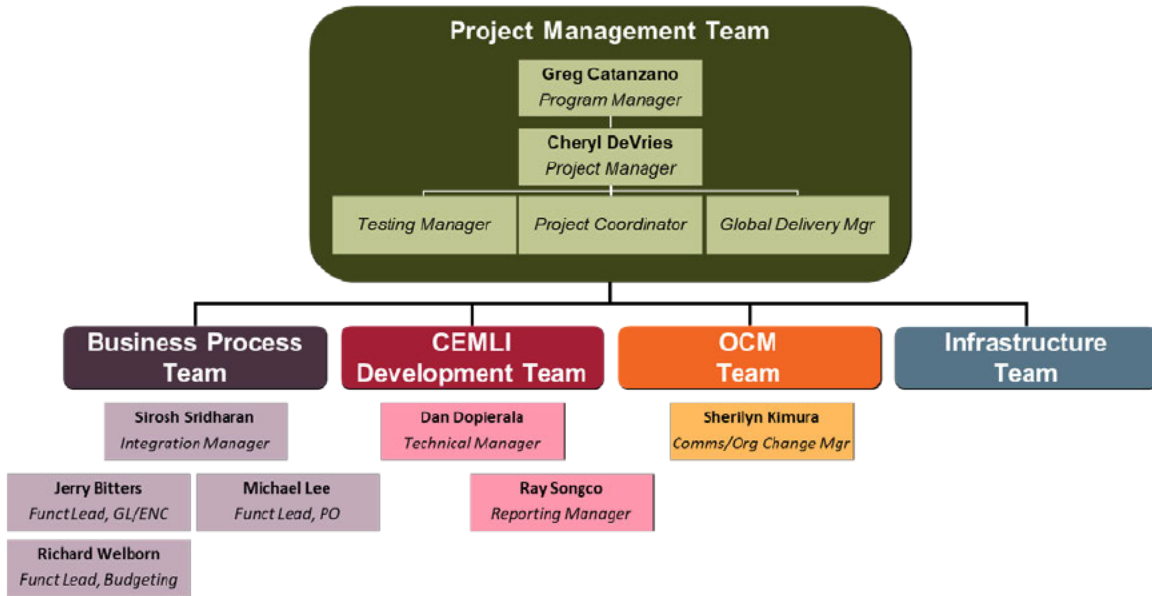 Project Management Team
Greg Catanzano
Program Manager
Cheryl DeVries
Project Manager
Testing Manager
Project Coordinator
Global Delivery Mgr
Business Process
Team
CEMLI
Development Team
OCM
Team
Infrastructure
Team
Sirosh Sridharan
Integration Manager
Dan Dopierala
Technical Manager
Sherilyn Kimura
Comms/Org Change Mgr
Jerry Bitters
Funct Lead, GL/ENC
Michael Lee
Funct Lead, PO
Ray Songco
Reporting Manager
Richard Welborn
Funct Lead, Budgeting